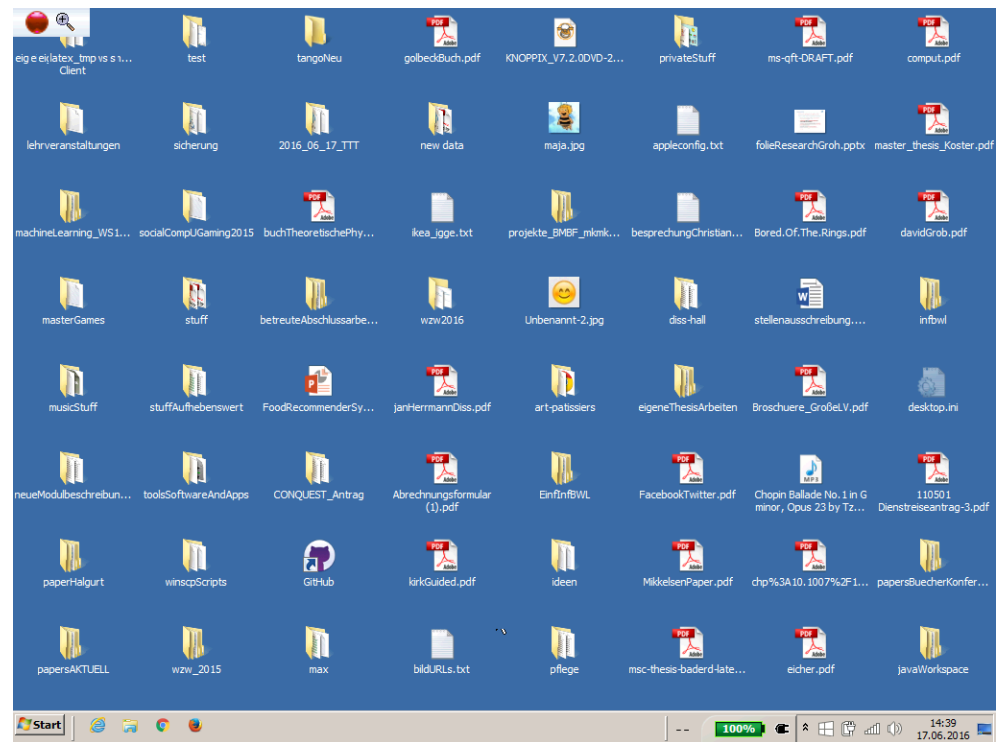 test tangoNeu golbeckBuch.pdf KNOPPIX_V7.2.0DVD-2... privateStuff ms-qft-DRAFT.pdf comput.pdf
Client
lehrveranstaltungen sicherung 2016_06_17_TTT new data maja.jpg appleconfig.txt folieResearchGroh.pptx master_thesis_Koster.pdf
machineLearning_WS1... socialCompUGaming2015 buchTheoretischePhy... ikea_jgge.txt projekte_BMBF_mkmk... besprechungChristian... Bored.Of.The.Rings.pdf davidGrob.pdf
masterGames stuff betreuteAbschlussarbe... wzw2016 Unbenannt-2.jpg diss-hall stellenausschreibung.... infbwl
musicStuff stuffAufhebenswert FoodRecommenderSy... janHerrmannDiss.pdf art-patissiers eigeneThesisArbeiten Broschuere_GroßeLV.pdf desktop.ini
neueModulbeschreibun... toolsSoftwareAndApps CONQUEST_Antrag Abrechnungsformular EinfInfBWL FacebookTwitter.pdf Chopin Ballade No. 1 in G 110501
(1).pdf minor, Opus 23 by Tz... Dienstreiseantrag-3.pdf
paperHalgurt winscpScripts GitHub kirkGuided.pdf ideen MikkelsenPaper.pdf chp%3A10.1007%2F1... papersBuecherKonfer...
papersAKTUELL wzw_2015 max bildURLs.txt pflege msc-thesis-baderd-late... eicher.pdf javaWorkspace
Start -- 100% 14:39
17.06.2016